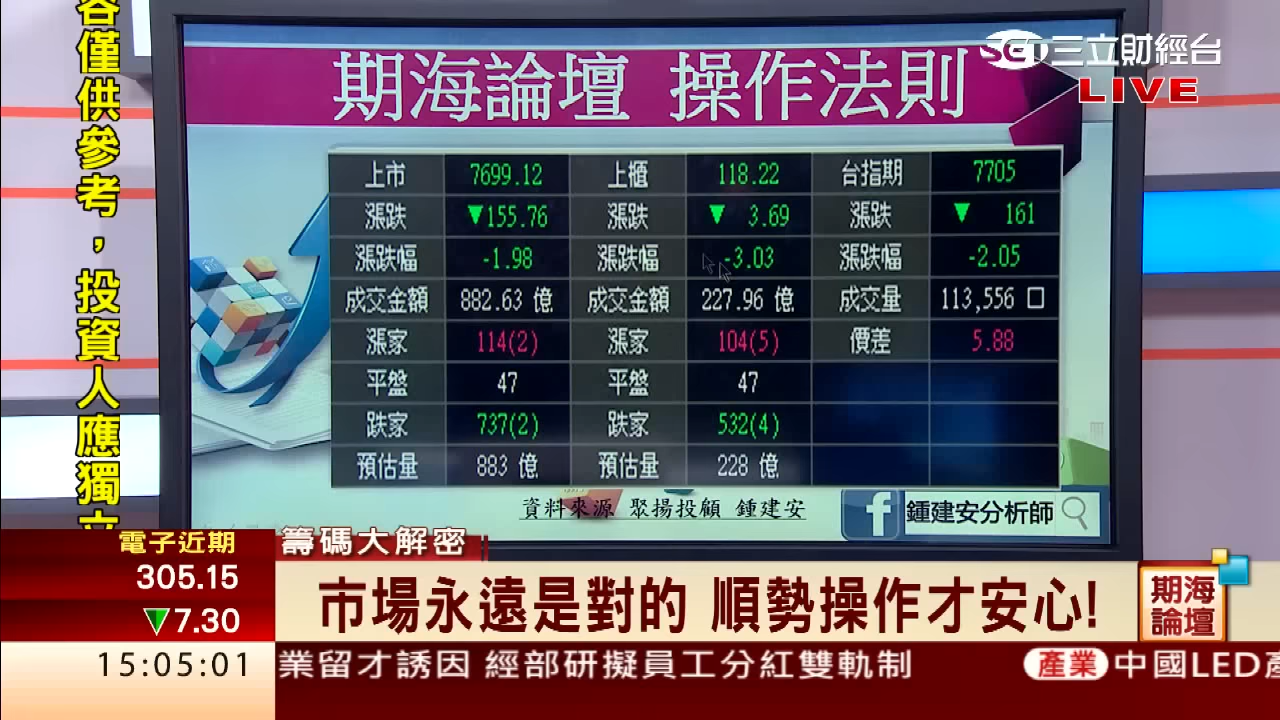 容僅供參考，投資人應獨立
SET三立財經台
LIVE
期海論壇 操作法則
上市 7699.12 上櫃 118.22 台指期 7705
漲跌 ▼155.76 漲跌 ▼ 3.69 漲跌 ▼ 161
漲跌幅 -1.98 漲跌幅 -3.03 漲跌幅 -2.05
成交金額 882.63 億 成交金額 227.96 億 成交量 113,556 口
漲家 114(2) 漲家 104(5) 價差 5.88
平盤 47 平盤 47
跌家 737(2) 跌家 532(4)
預估量 883 億 預估量 228 億
資料來源 聚揚投顧 鍾建安
鍾建安分析師
電子近期
305.15
▼7.30
15:05:01
籌碼大解密
市場永遠是對的 順勢操作才安心!
期海
論壇
業留才誘因 經部研擬員工分紅雙軌制 產業 中國LED產